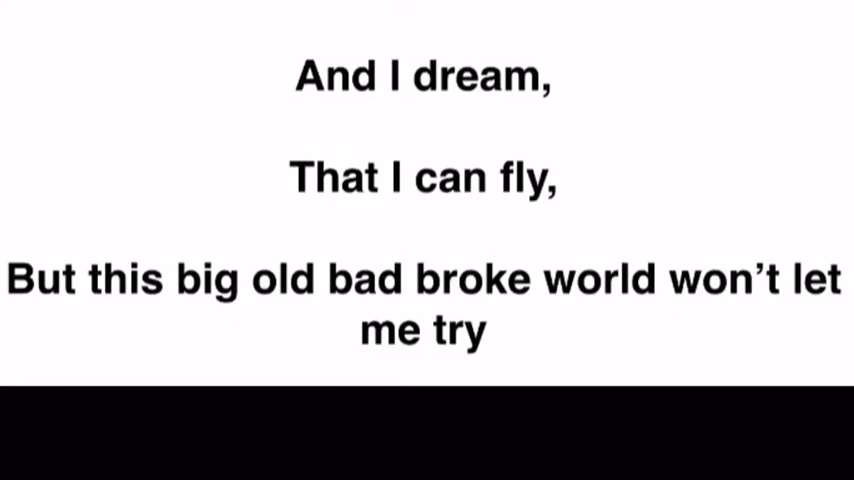 And I dream,
That I can fly,
But this big old bad broke world won’t let
me try